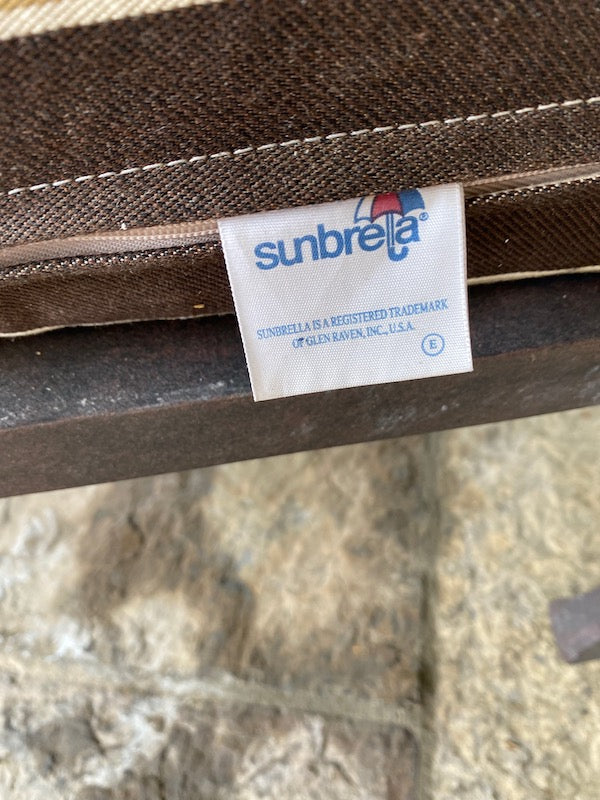 sunbrella®
SUNBRELLA IS A REGISTERED TRADEMARK
OF GLEN RAVEN, INC., U.S.A.
E